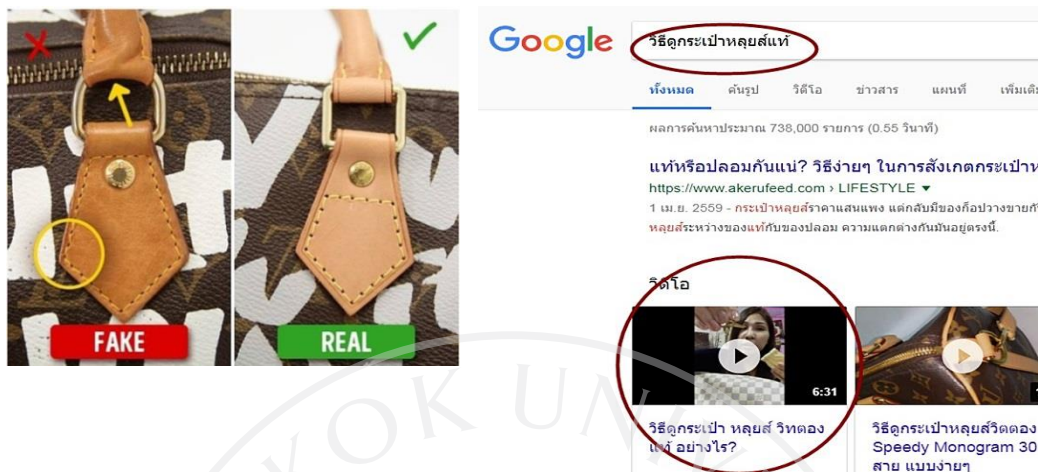 FAKE
REAL
Google
วิธีดูกระเป๋าหลุยส์แท้
ทั้งหมด ค้นรูป วิดีโอ ข่าวสาร แผนที่ เพิ่มเติม
ผลการค้นหาประมาณ 738,000 รายการ (0.55 วินาที)
แท้หรือปลอมกันแน่? วิธีง่ายๆ ในการสังเกตกระเป๋าห
https://www.akerufeed.com › LIFESTYLE
1 เม.ย. 2559 - กระเป๋าหลุยส์ราคาแสนแพง แต่กลับมีของก็อปวางขายกั
หลุยส์ระหว่างของแท้กับของปลอม ความแตกต่างกันมันอยู่ตรงนี้.
วิดีโอ
6:31
วิธีดูกระเป๋า หลุยส์ วิทตอง
แท้ อย่างไร?
วิธีดูกระเป๋าหลุยส์วิตตอง
Speedy Monogram 30
สาย แบบง่ายๆ